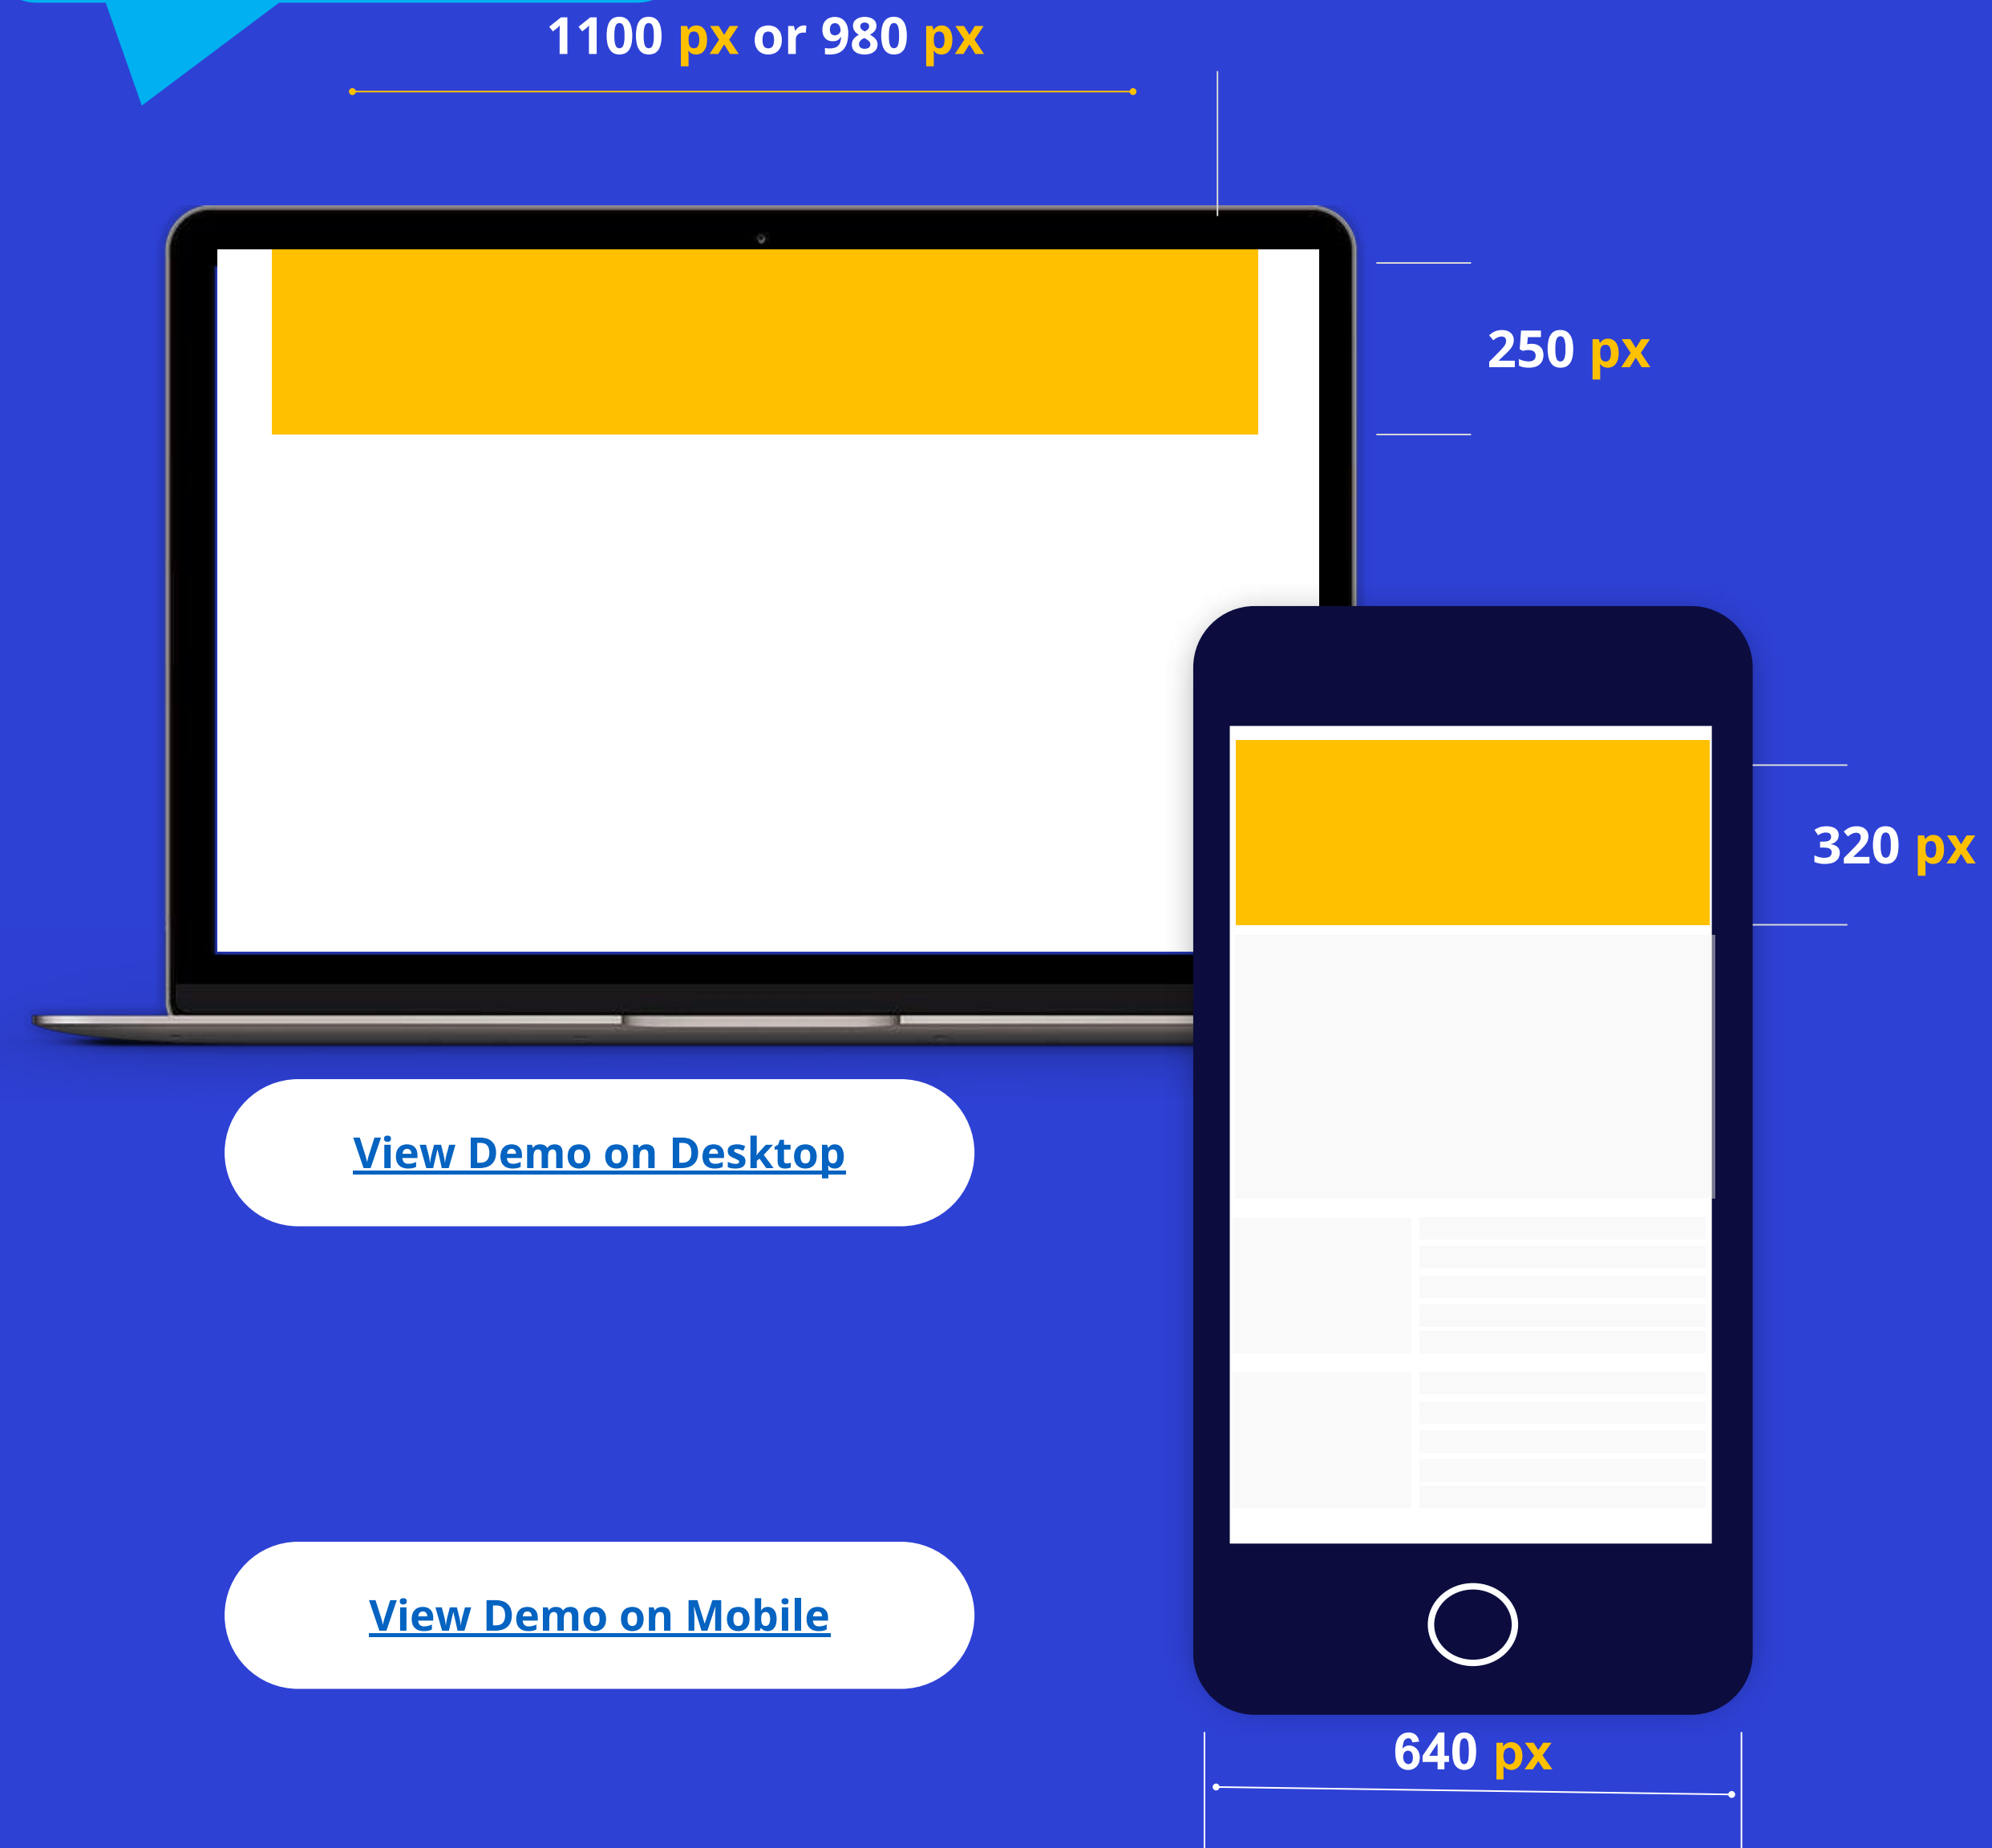 1100 px or 980 px
250 px
320 px
View Demo on Desktop
View Demo on Mobile
640 px